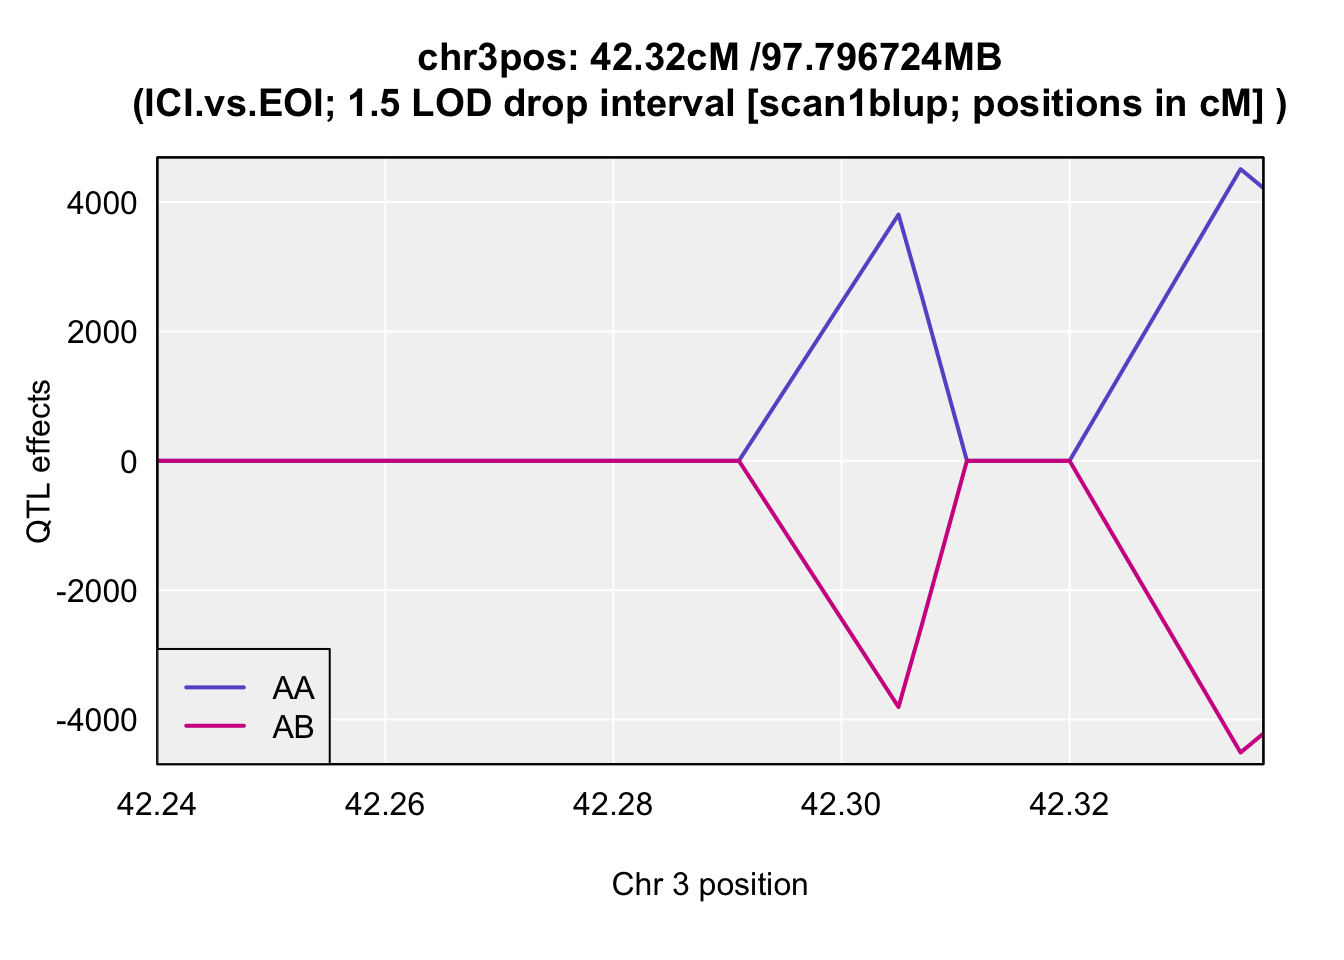 chr3pos: 42.32cM /97.796724MB
(ICI.vs.EOI; 1.5 LOD drop interval [scan1blup; positions in cM] )
4000
2000
0
-2000
-4000
QTL effects
AA
AB
42.24 42.26 42.28 42.30 42.32
Chr 3 position